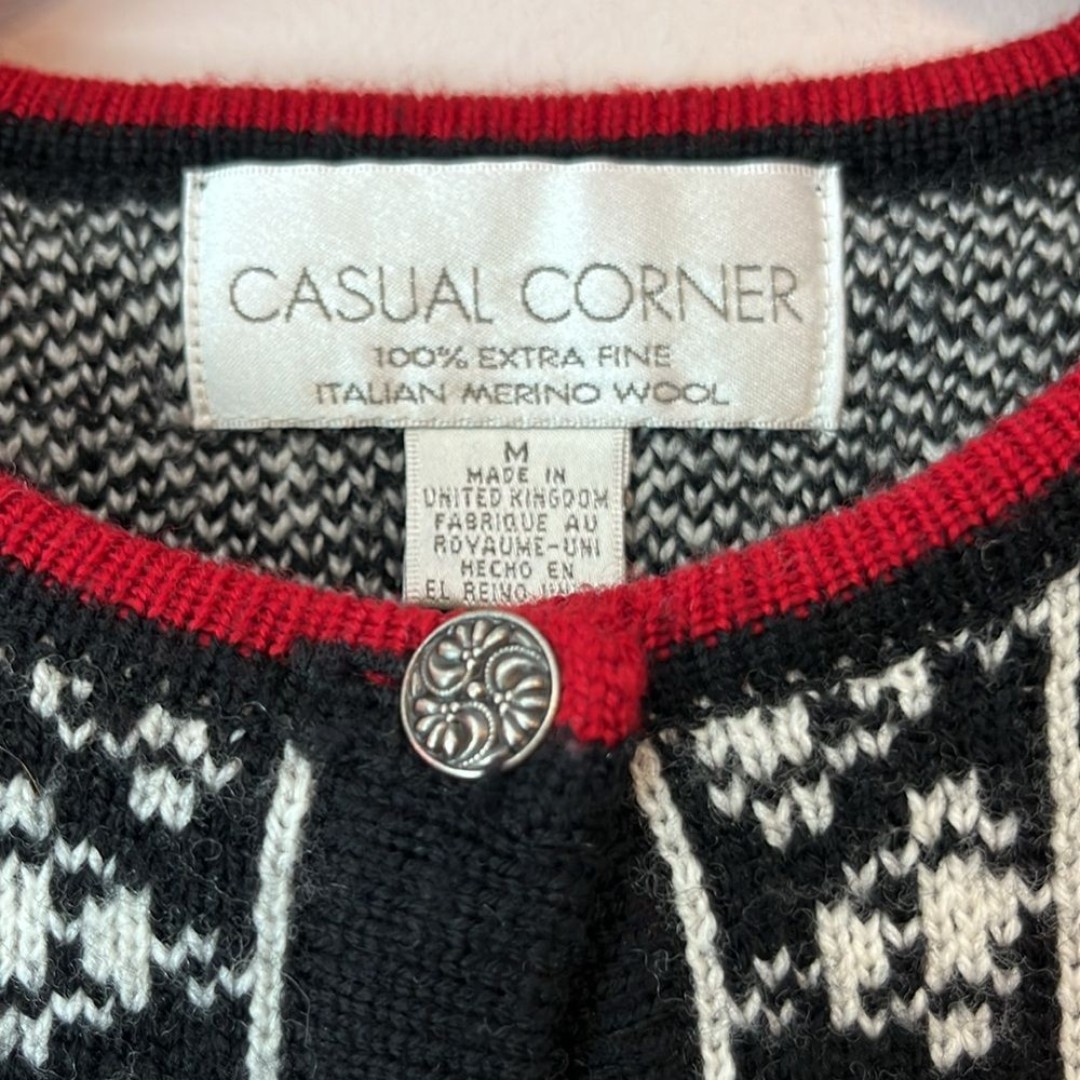 CASUAL CORNER
100% EXTRA FINE
ITALIAN MERINO WOOL
M
MADE IN
UNITED KINGDOM
FABRIQUE AU
ROYAUME-UNI
HECHO EN
EL REINO UNIDO